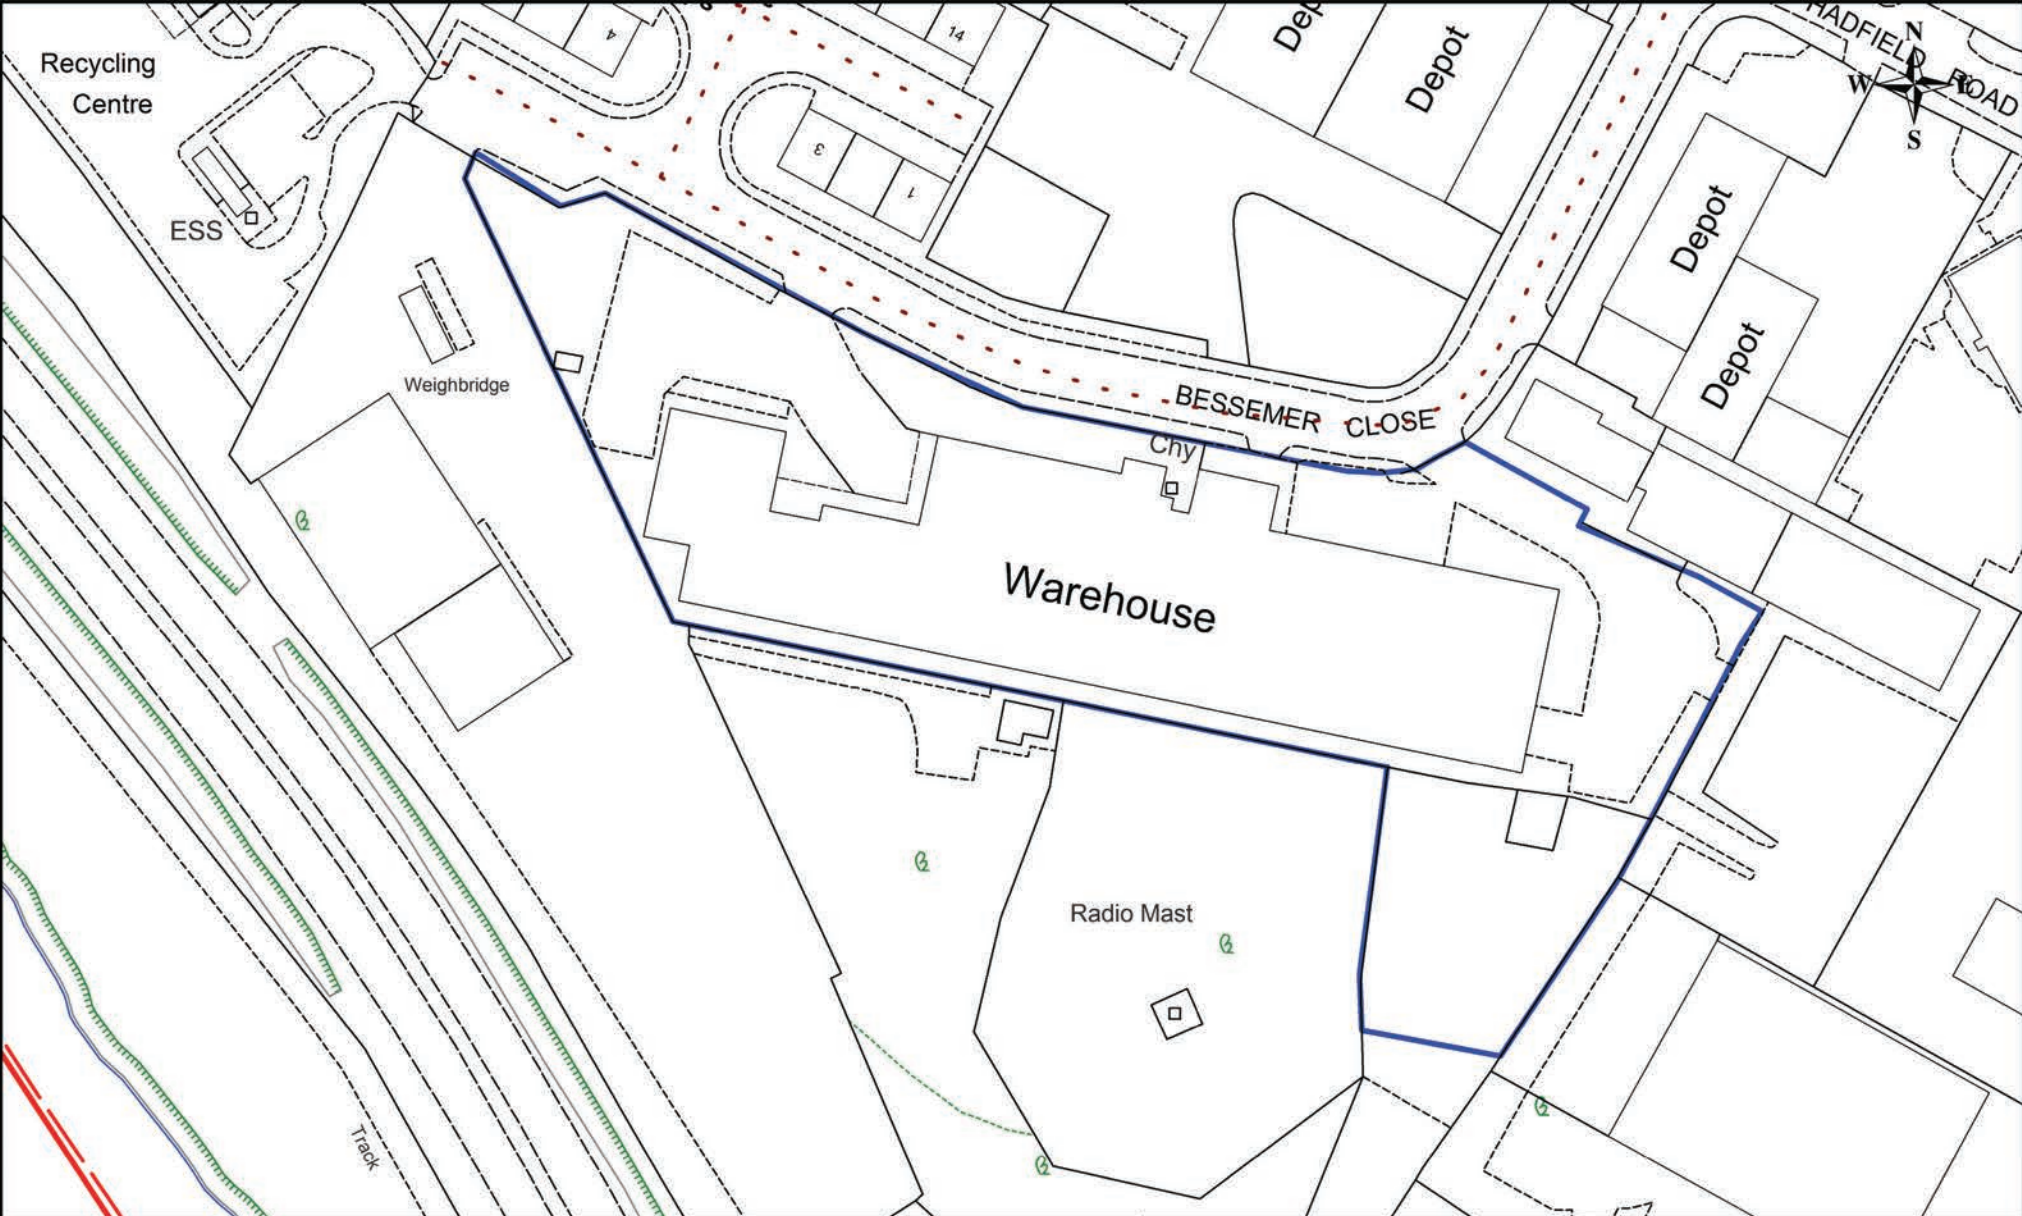 Recycling
Centre
ESS
Weighbridge
4
14
3
1
Depot
HADFIELD ROAD
N
W
S
Depot
Depot
BESSEMER CLOSE
Chy
Warehouse
Radio Mast
Track